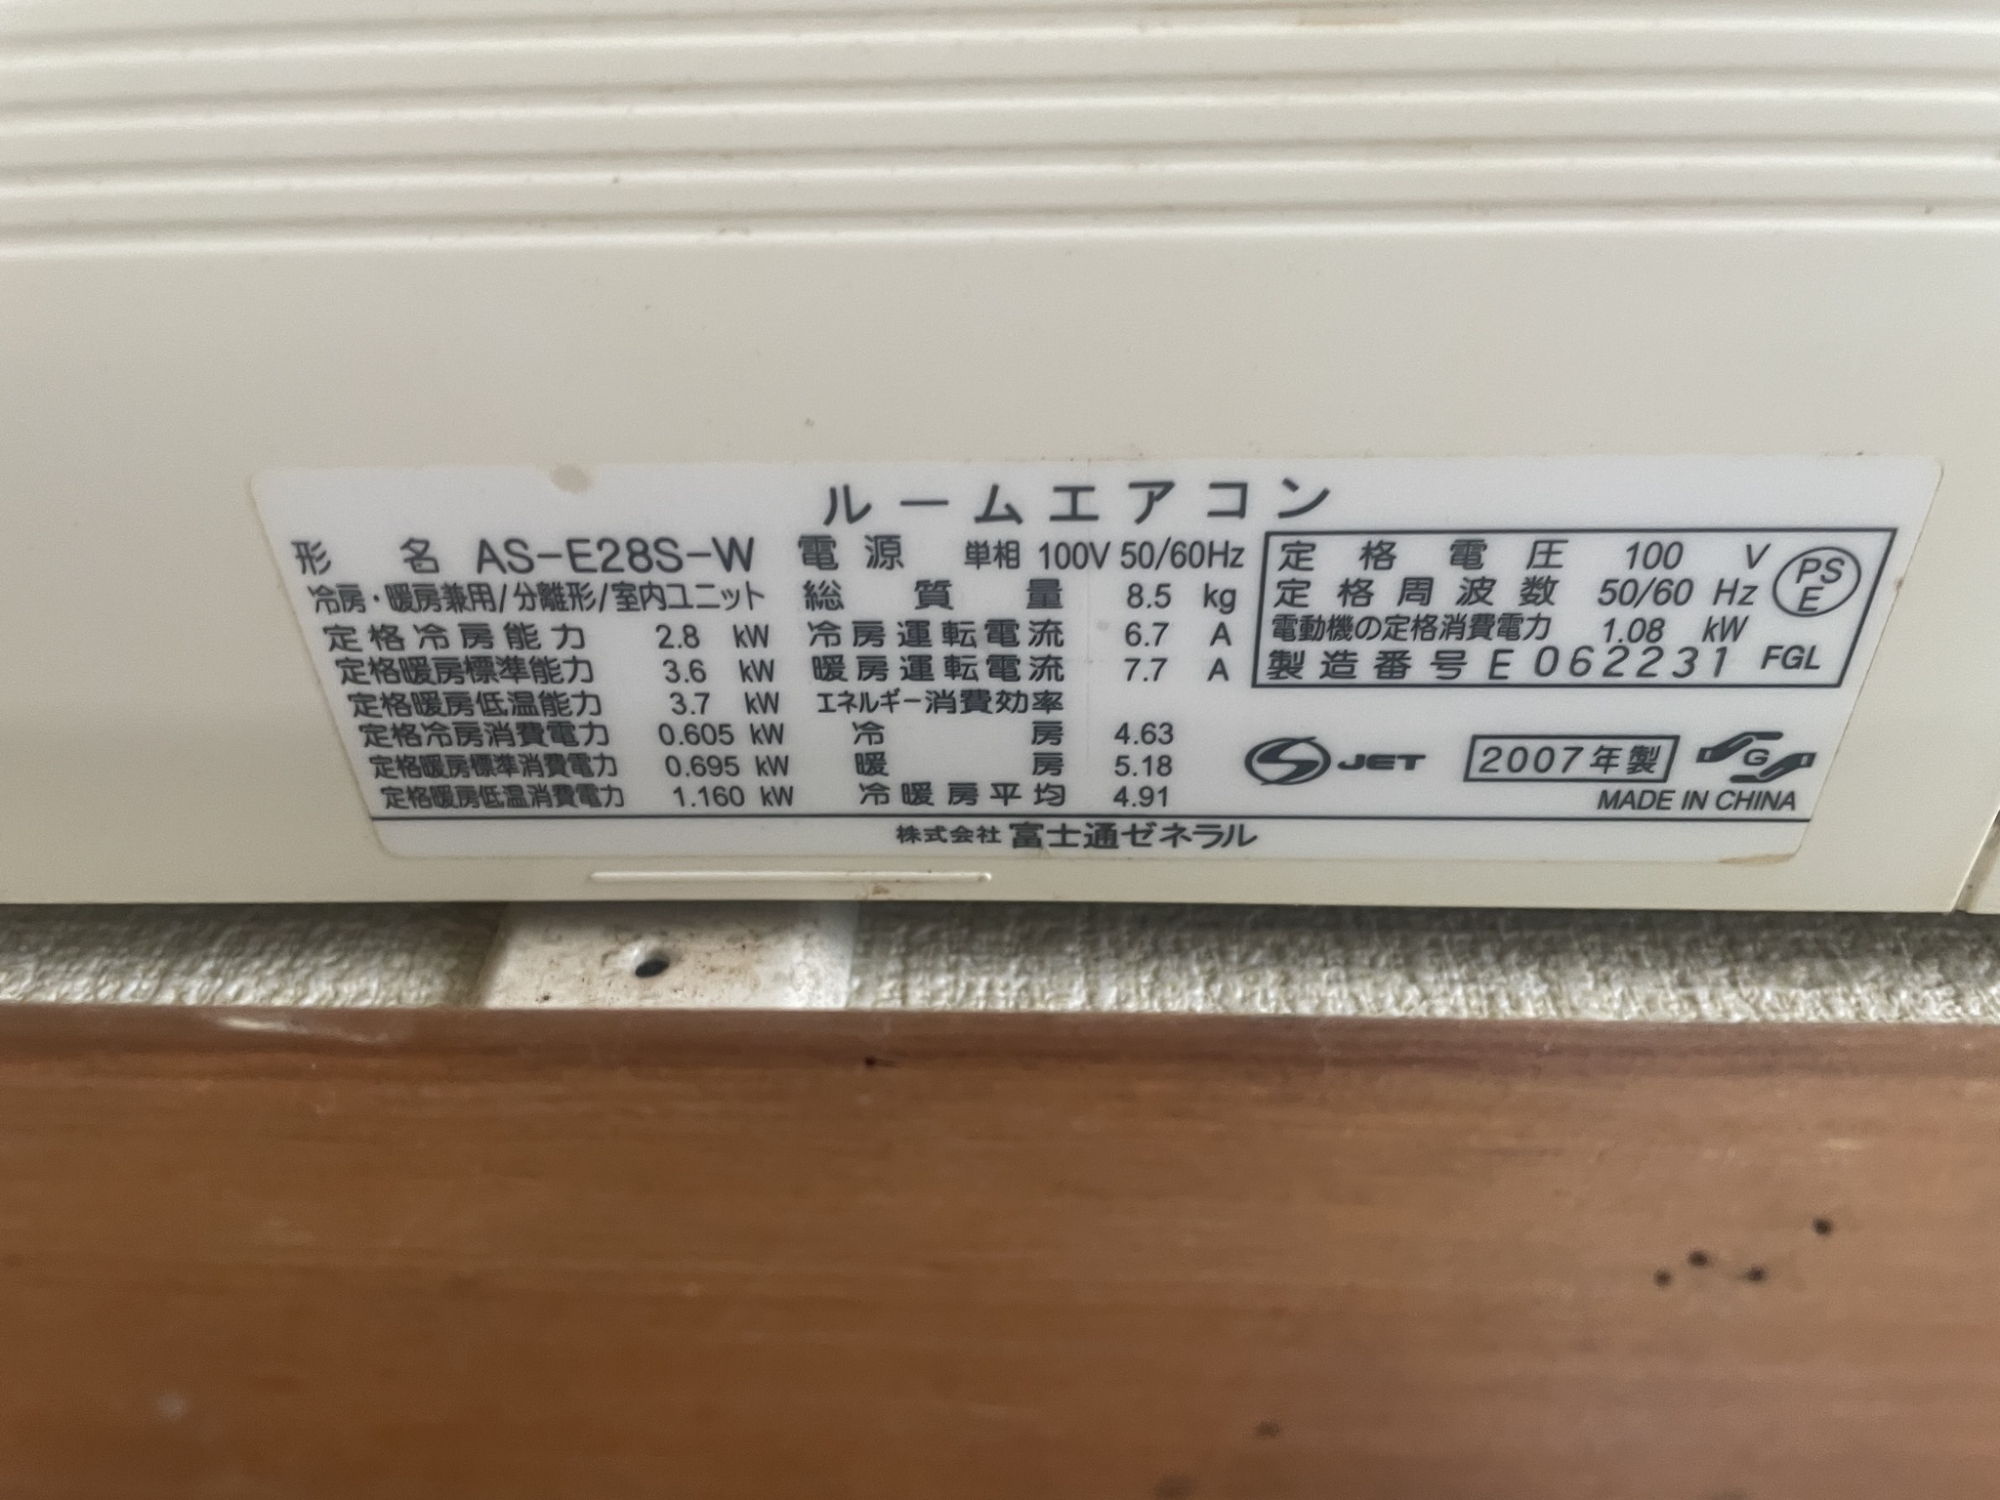 ルームエアコン
形 名 AS-E28S-W
冷房・暖房兼用/分離形/室内ユニット
定格冷房能力 2.8 kW
定格暖房標準能力 3.6 kW
定格暖房低温能力 3.7 kW
定格冷房消費電力 0.605 kW
定格暖房標準消費電力 0.695 kW
定格暖房低温消費電力 1.160 kW
電源 単相 100V 50/60Hz
総質量 8.5 kg
冷房運転電流 6.7 A
暖房運転電流 7.7 A
エネルギー消費効率
冷房 4.63
暖房 5.18
冷暖房平均 4.91
定格電圧 100 V
定格周波数 50/60 Hz
電動機の定格消費電力 1.08 kW
製造番号 E 062231 FGL
PS E
S JET
2007年製
G
MADE IN CHINA
株式会社 富士通ゼネラル